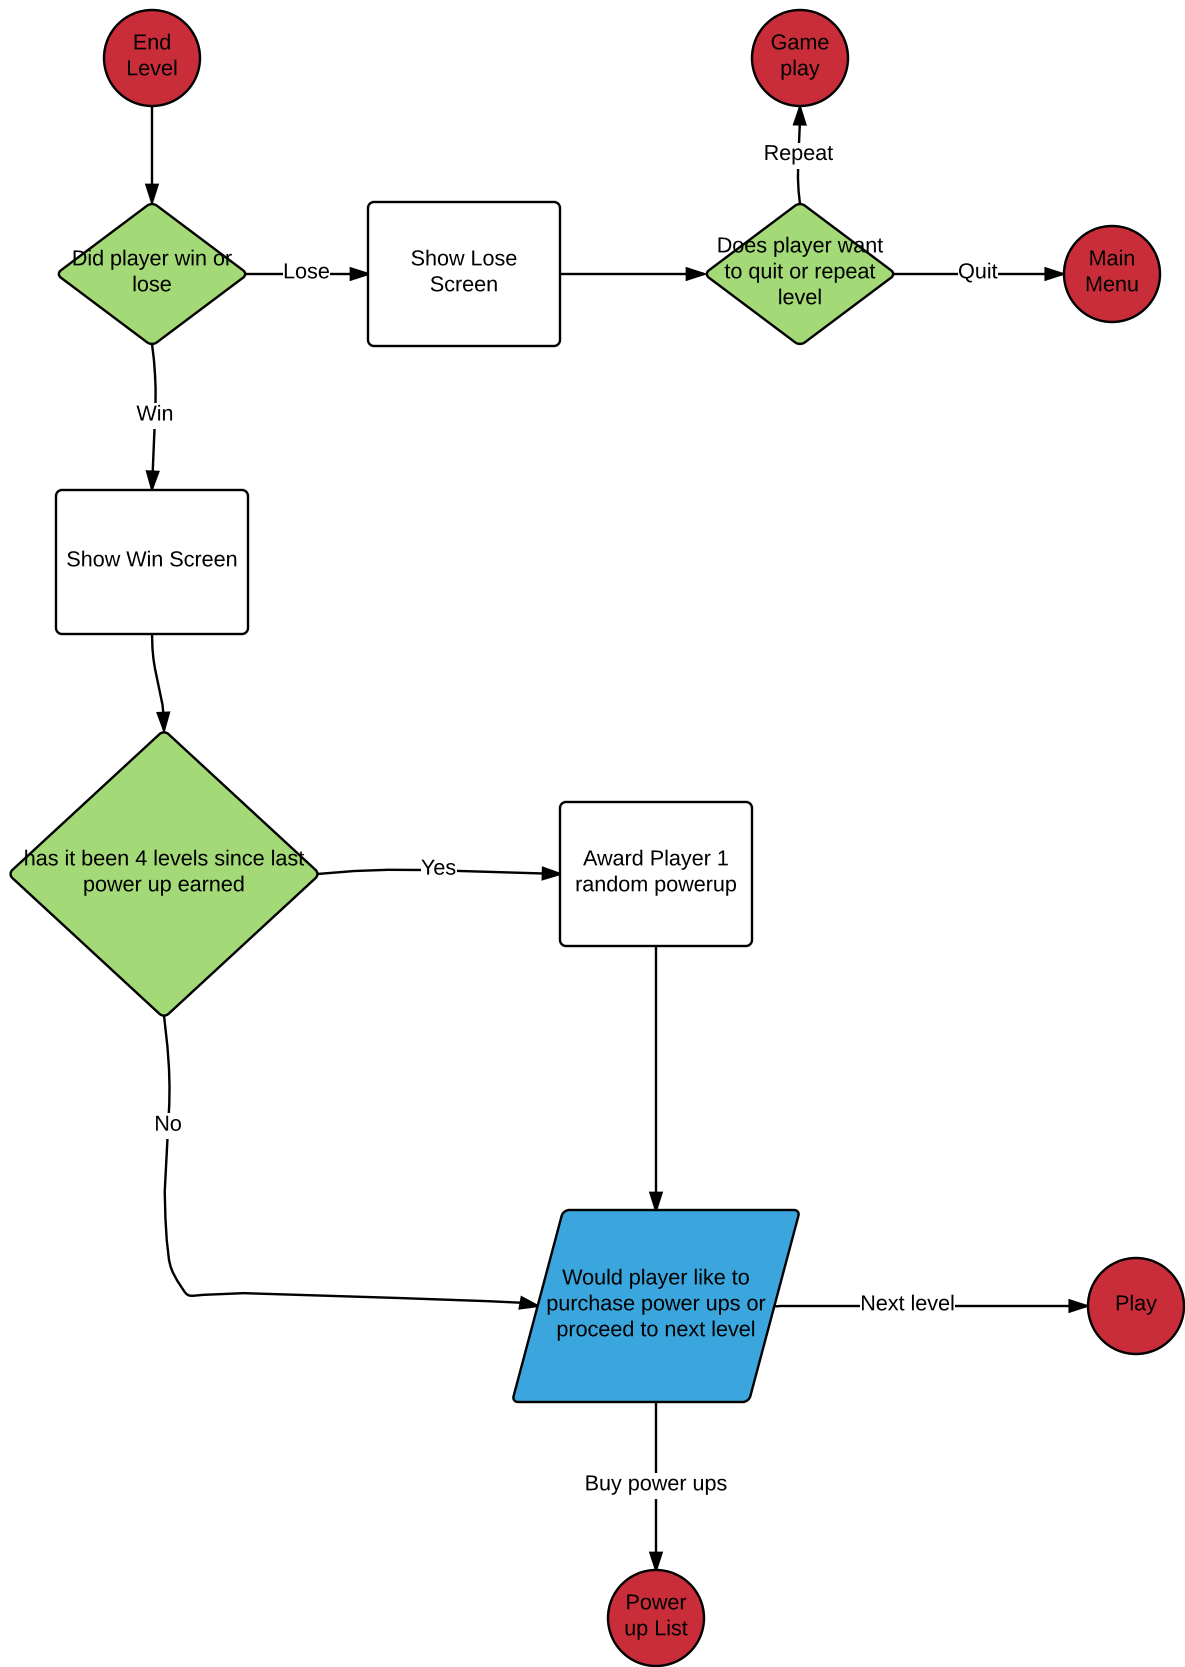 End
Level
Game
play
Repeat
Did player win or
lose
Lose
Show Lose
Screen
Does player want
to quit or repeat
level
Quit
Main
Menu
Win
Show Win Screen
has it been 4 levels since last
power up earned
Yes
Award Player 1
random powerup
No
Would player like to
purchase power ups or
proceed to next level
Next level
Play
Buy power ups
Power
up List